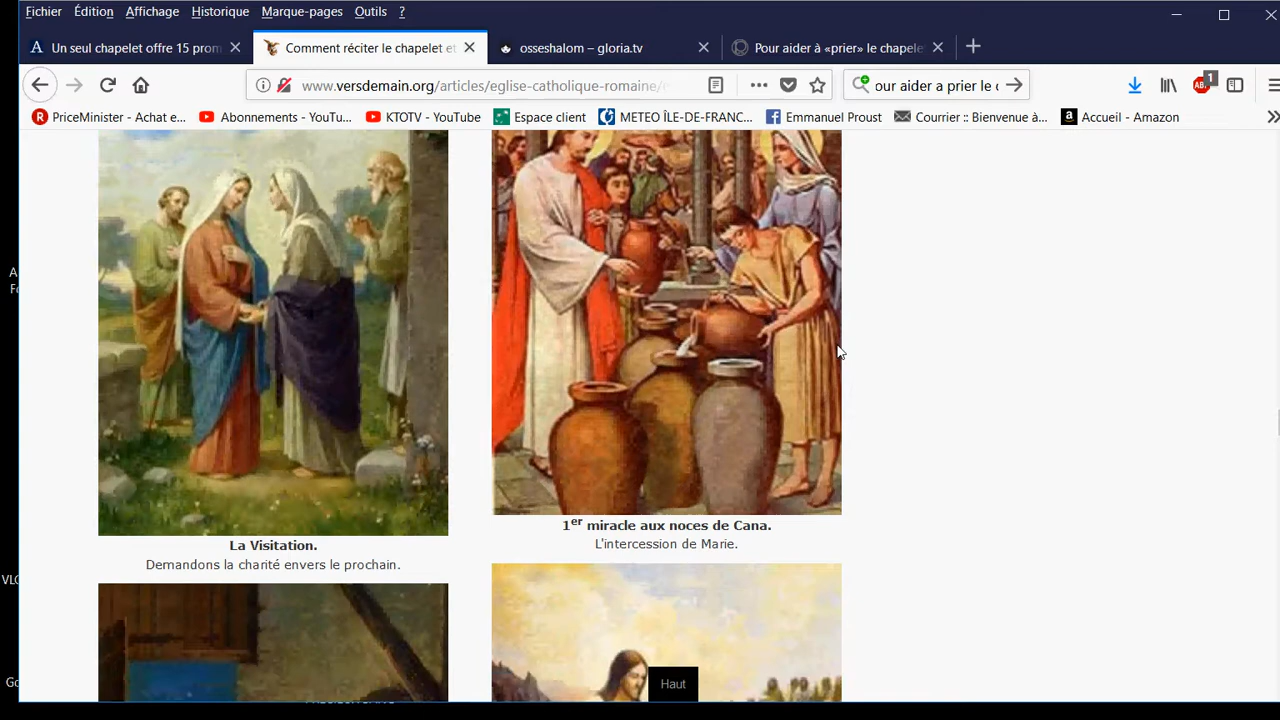 Fichier Édition Affichage Historique Marque-pages Outils ?
Un seul chapelet offre 15 prom
Comment réciter le chapelet et
osseshalom – gloria.tv
Pour aider à «prier» le chapele
www.versdemain.org/articles/eglise-catholique-romaine/
our aider a prier le c
1
PriceMinister - Achat e...
Abonnements - YouTu...
KTOTV - YouTube
Espace client
METEO ÎLE-DE-FRANC...
Emmanuel Proust
Courrier :: Bienvenue à...
Accueil - Amazon
La Visitation.
Demandons la charité envers le prochain.
1er miracle aux noces de Cana.
L'intercession de Marie.
Haut